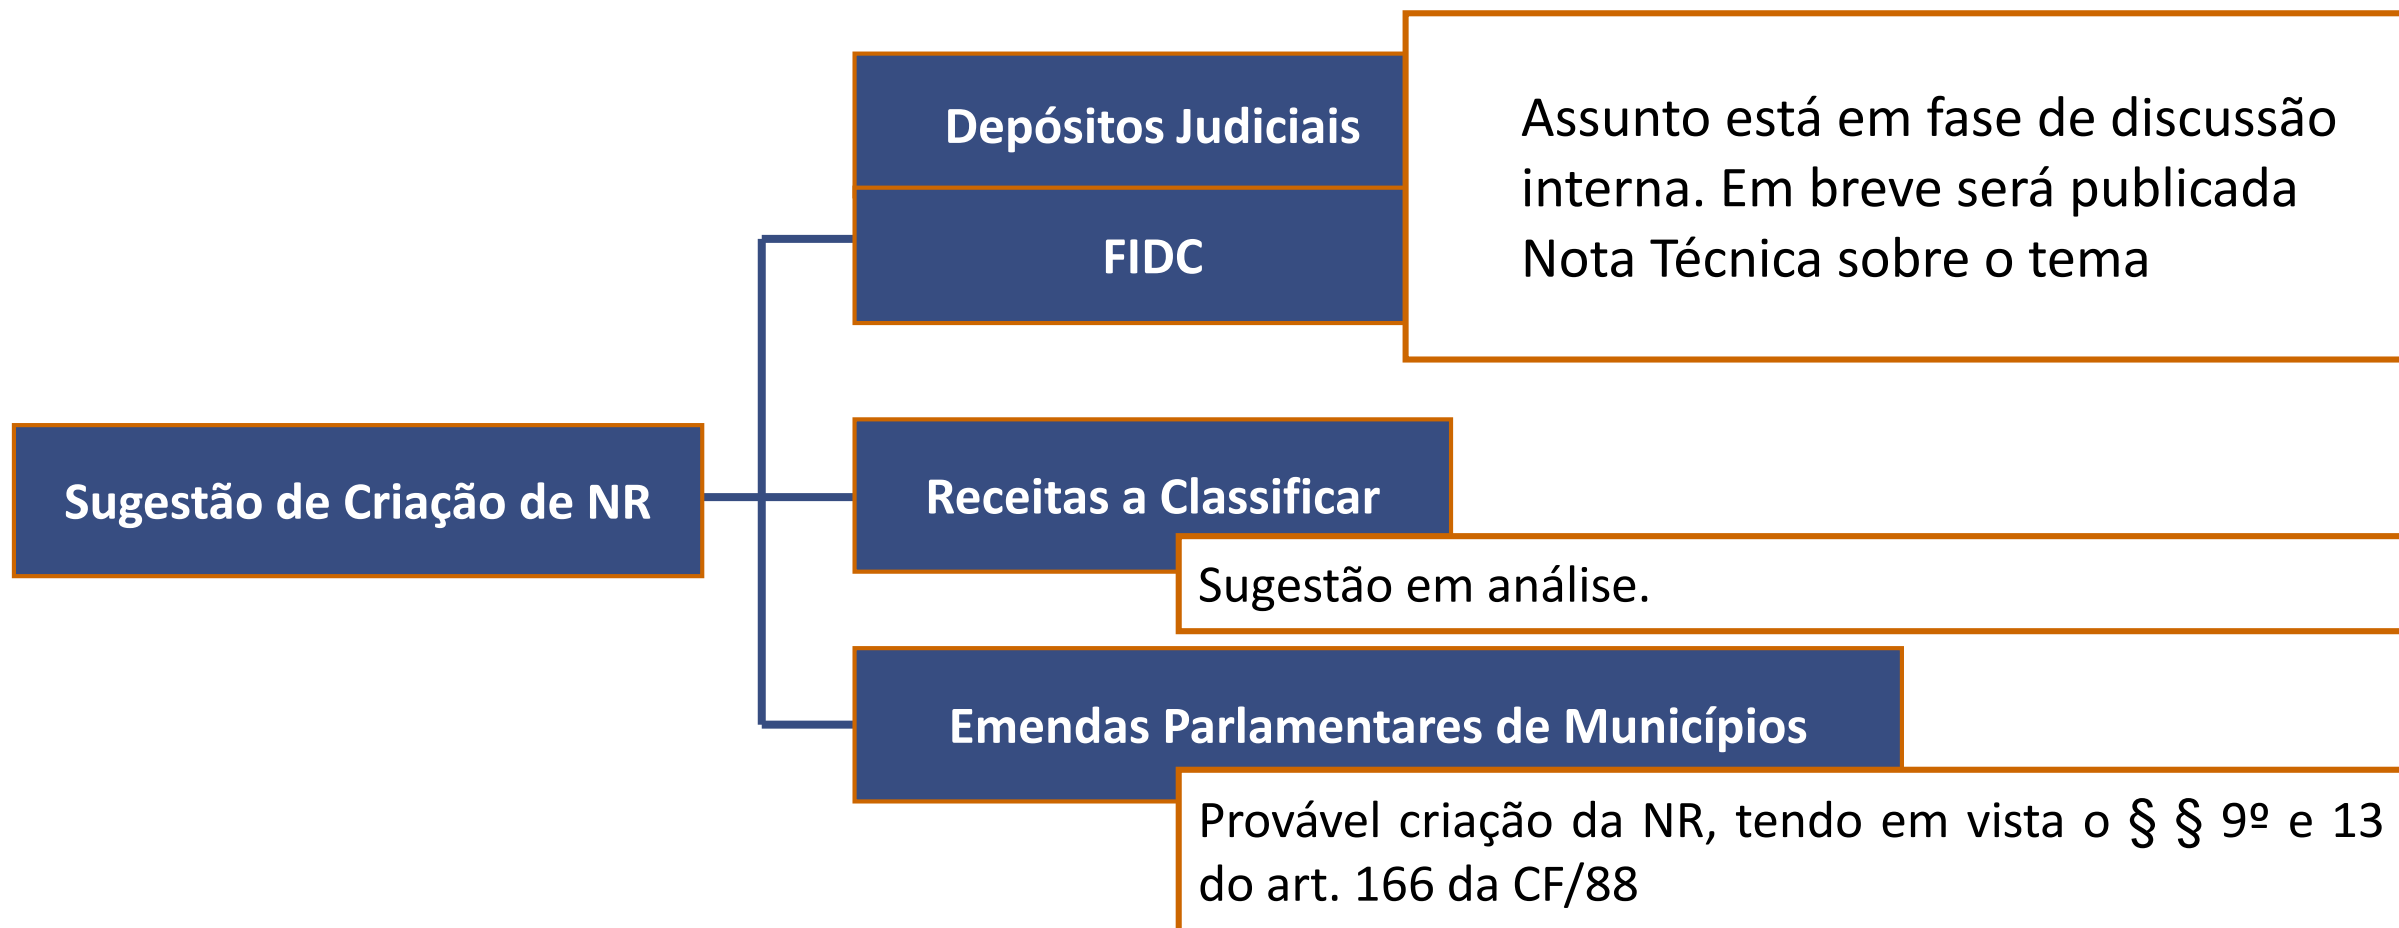 Depósitos Judiciais
FIDC
Assunto está em fase de discussão
interna. Em breve será publicada
Nota Técnica sobre o tema
Sugestão de Criação de NR
Receitas a Classificar
Sugestão em análise.
Emendas Parlamentares de Municípios
Provável criação da NR, tendo em vista o § § 9º e 13
do art. 166 da CF/88